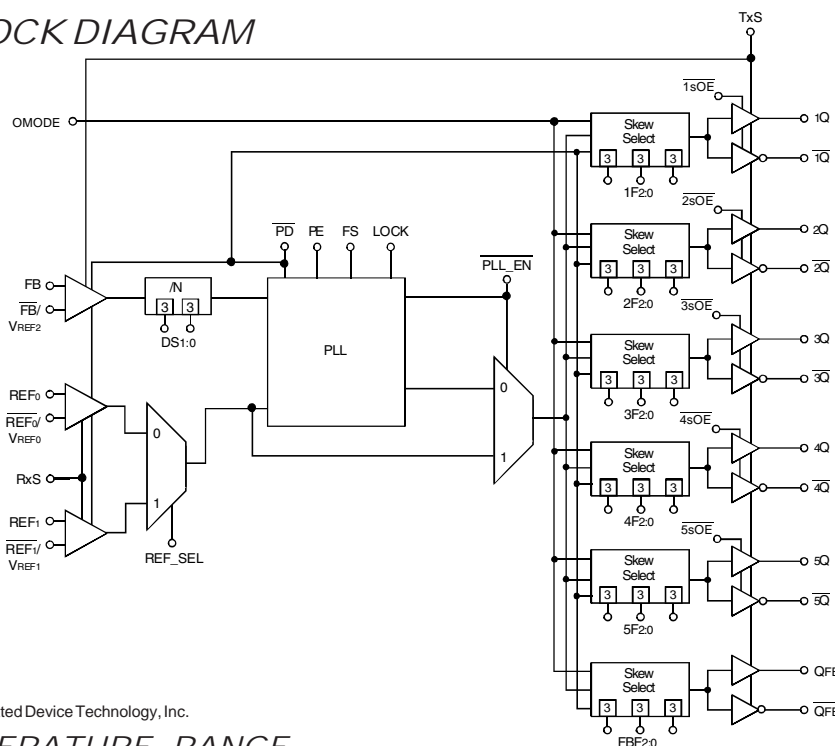 OCK DIAGRAM
TxS
1sOE
OMODE
Skew
Select
1Q
1Q
3 3 3
1F2:0
2sOE
PD PE FS LOCK
PLL_EN
Skew
Select
2Q
2Q
3 3 3
2F2:0
FB
FB/
VREF2
/N
3 3
DS1:0
PLL
3sOE
Skew
Select
3Q
3Q
3 3 3
3F2:0
0
1
REF0
REF0/
VREF0
0
1
RxS
REF1
REF1/
VREF1
REF_SEL
4sOE
Skew
Select
4Q
4Q
3 3 3
4F2:0
5sOE
Skew
Select
5Q
5Q
3 3 3
5F2:0
Skew
Select
QFB
QFB
3 3 3
FBF2:0
ted Device Technology, Inc.
ERATURE RANGE